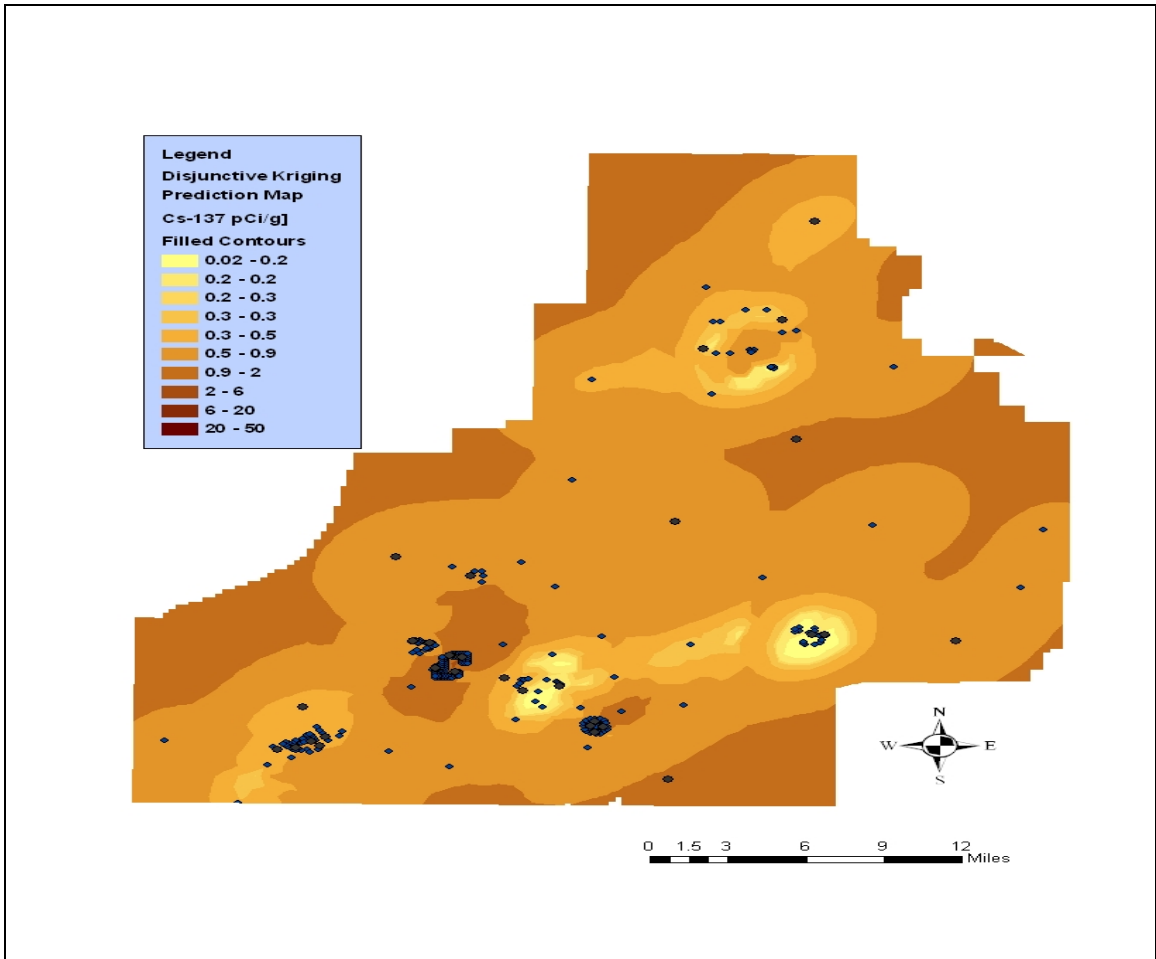 Legend
Disjunctive Kriging
Prediction Map
Cs-137 pCi/g]
Filled Contours
0.02 - 0.2
0.2 - 0.2
0.2 - 0.3
0.3 - 0.3
0.3 - 0.5
0.5 - 0.9
0.9 - 2
2 - 6
6 - 20
20 - 50
N
W E
S
0 1.5 3 6 9 12
Miles